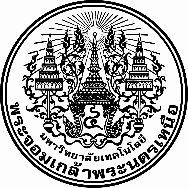 ๔
มหาวิทยาลัยเทคโนโลยี
พระจอมเกล้าพระนครเหนือ